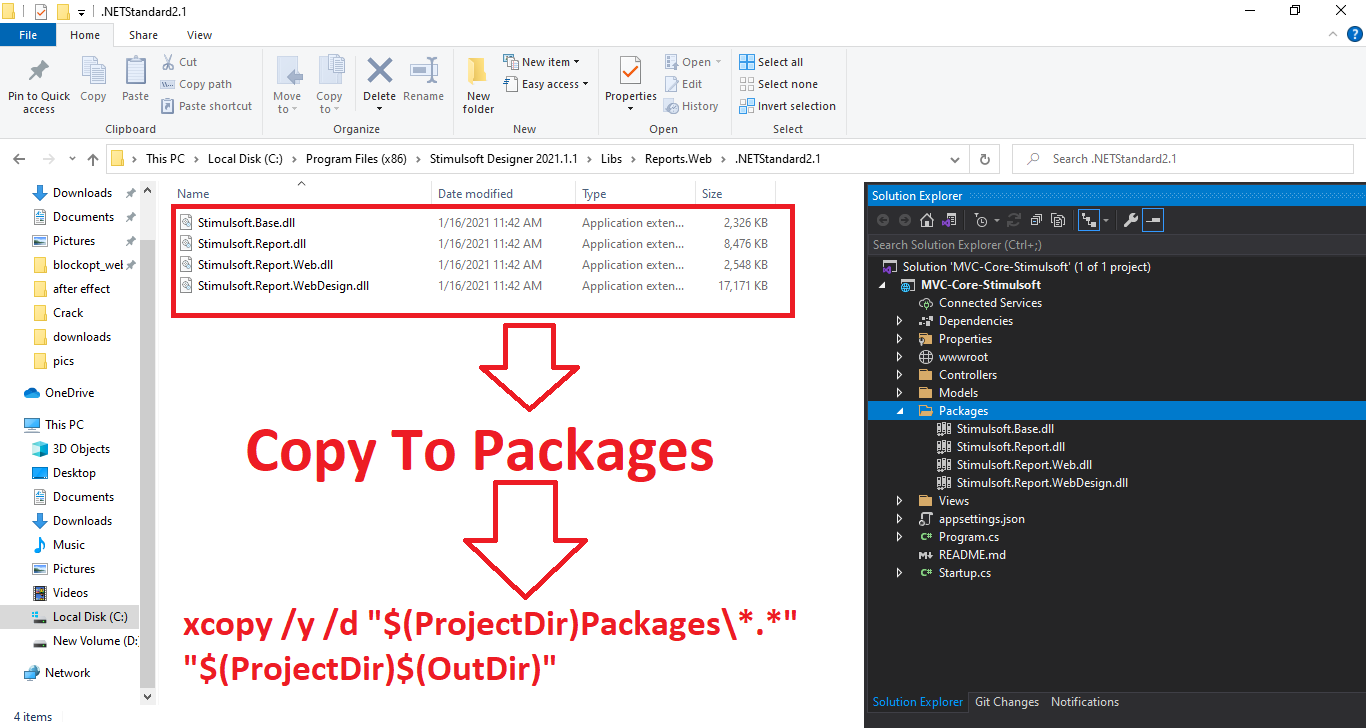 .NETStandard2.1
File Home Share View
Pin to Quick access
Copy
Paste
Cut
Copy path
Paste shortcut
Clipboard
Move to
Copy to
Delete
Rename
Organize
New folder
New item
Easy access
New
Properties
Open
Edit
History
Open
Select all
Select none
Invert selection
Select
This PC > Local Disk (C:) > Program Files (x86) > Stimulsoft Designer 2021.1.1 > Libs > Reports.Web > .NETStandard2.1
Search .NETStandard2.1
Downloads
Documents
Pictures
blockopt_web
after effect
Crack
downloads
pics
OneDrive
This PC
3D Objects
Desktop
Documents
Downloads
Music
Pictures
Videos
Local Disk (C:)
New Volume (D:
Network
4 items
Name Date modified Type Size
Stimulsoft.Base.dll 1/16/2021 11:42 AM Application exten... 2,326 KB
Stimulsoft.Report.dll 1/16/2021 11:42 AM Application exten... 8,476 KB
Stimulsoft.Report.Web.dll 1/16/2021 11:42 AM Application exten... 2,548 KB
Stimulsoft.Report.WebDesign.dll 1/16/2021 11:42 AM Application exten... 17,171 KB
Copy To Packages
xcopy /y /d "$(ProjectDir)Packages\*.*"
"$(ProjectDir)$(OutDir)"
Solution Explorer
Search Solution Explorer (Ctrl+;)
Solution 'MVC-Core-Stimulsoft' (1 of 1 project)
MVC-Core-Stimulsoft
Connected Services
Dependencies
Properties
wwwroot
Controllers
Models
Packages
Stimulsoft.Base.dll
Stimulsoft.Report.dll
Stimulsoft.Report.Web.dll
Stimulsoft.Report.WebDesign.dll
Views
appsettings.json
C# Program.cs
M↓ README.md
C# Startup.cs
Solution Explorer Git Changes Notifications